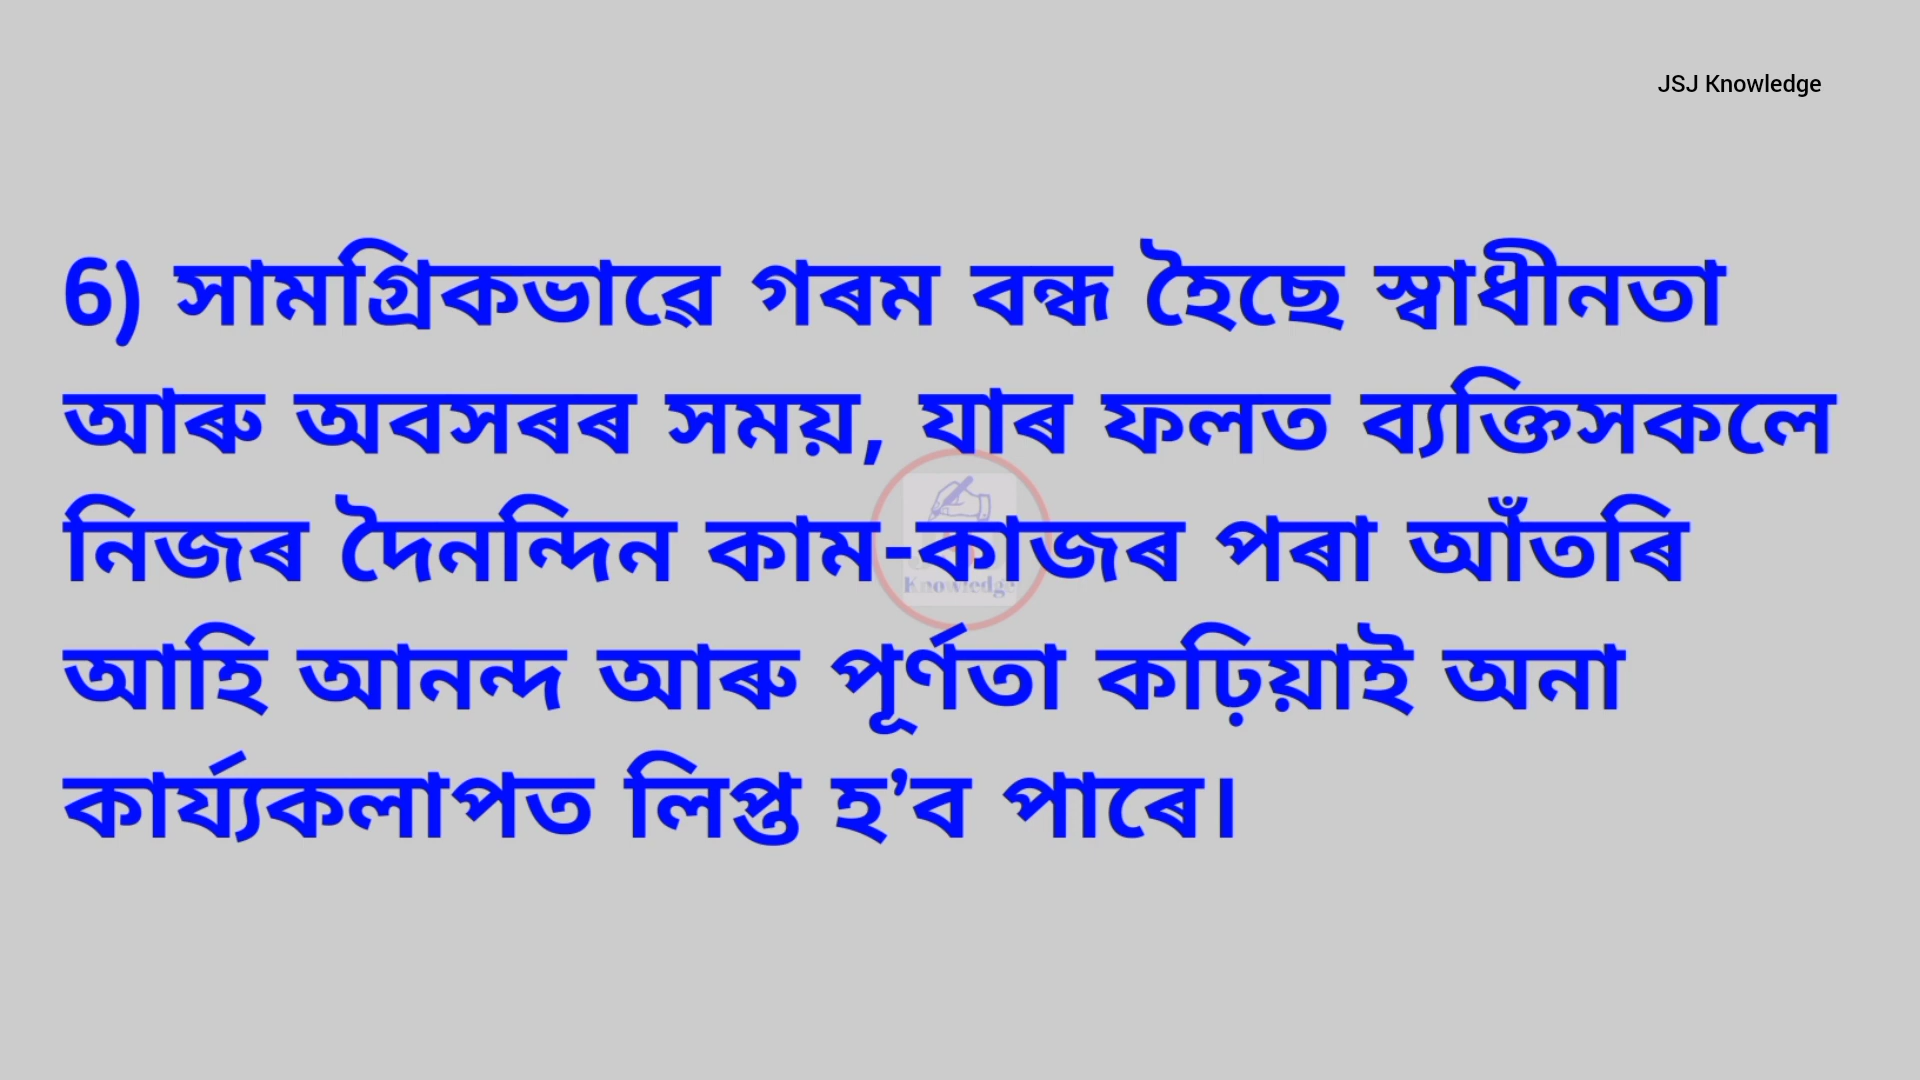 JSJ Knowledge
6) সামগ্ৰিকভাৱে গৰম বন্ধ হৈছে স্বাধীনতা
আৰু অবসৰৰ সময়, যাৰ ফলত ব্যক্তিসকলে
নিজৰ দৈনন্দিন কাম-কাজৰ পৰা আঁতৰি
আহি আনন্দ আৰু পূৰ্ণতা কঢ়িয়াই অনা
কাৰ্য্যকলাপত লিপ্ত হ’ব পাৰে।
Knowledge